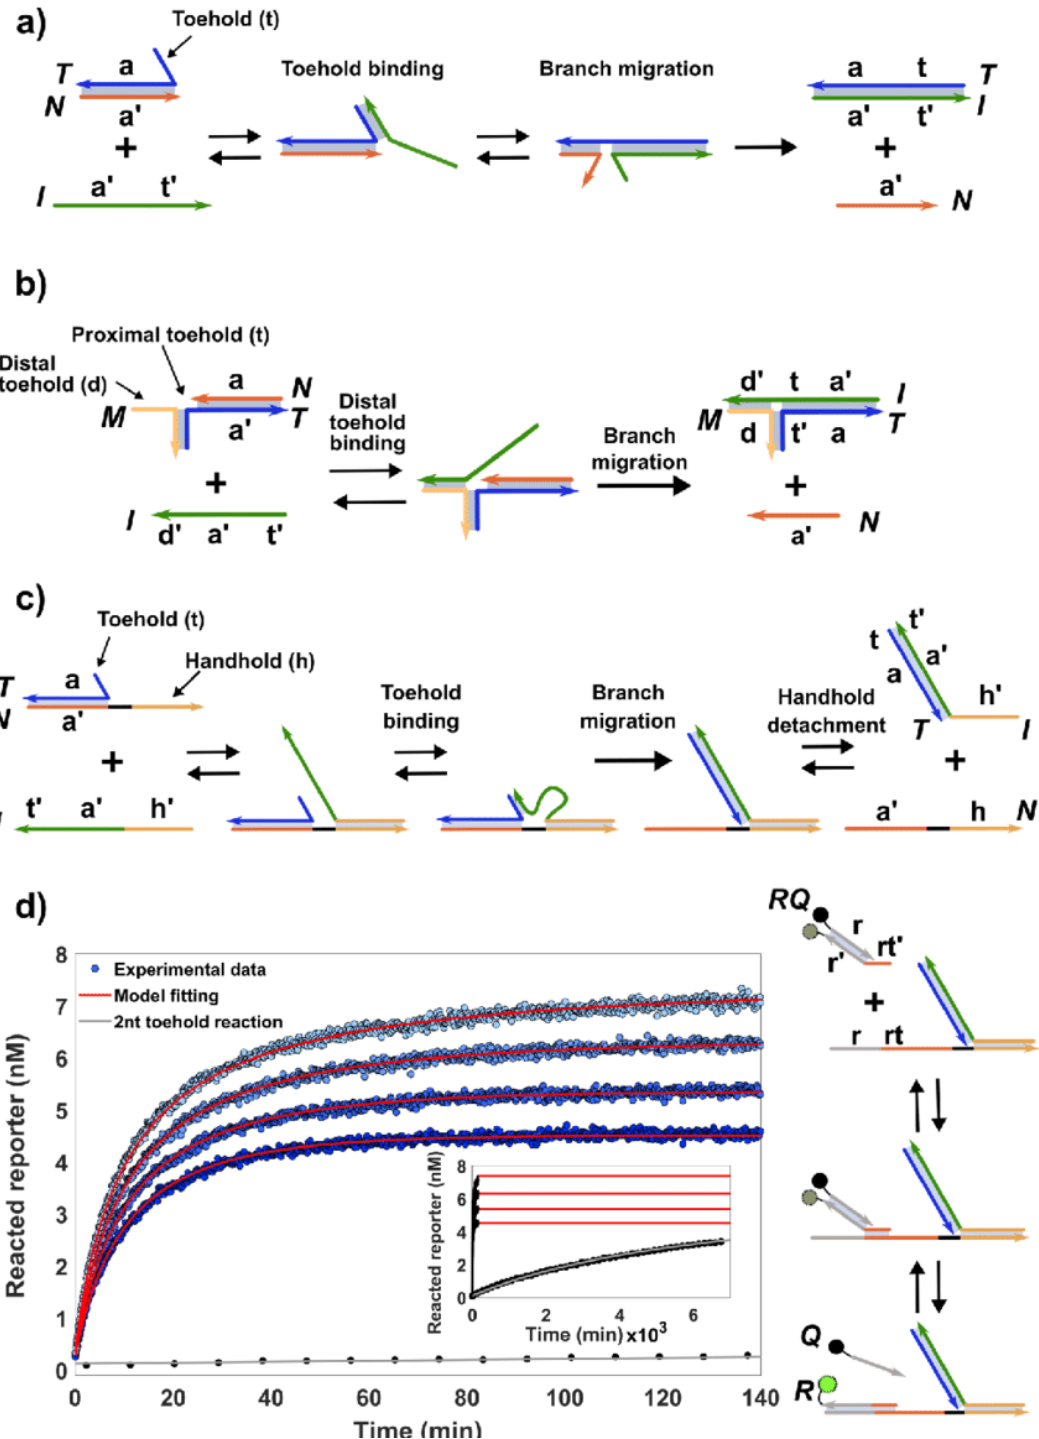 a)
Toehold (t)
T a
N a'
+
I a' t'
Toehold binding
Branch migration
a t T
a' t' I
+
a'
N
b)
Proximal toehold (t)
Distal
toehold (d)
M a N
a' T
+
I
d' a' t'
Distal
toehold
binding
Branch
migration
d' t a' I
M d t' a T
+
a' N
c)
Toehold (t)
Handhold (h)
T a
N a'
+
t' a' h'
Toehold
binding
Branch
migration
Handhold
detachment
t t'
a a'
h'
T I
+
a' h N
d)
8
7
6
5
4
3
2
1
0
Reacted reporter (nM)
Experimental data
Model fitting
2nt toehold reaction
8
6
4
2
0
Reacted reporter (nM)
0 2 4 6
Time (min) x10³
0 20 40 60 80 100 120 140
Time (min)
RQ
r
r' rt'
+
r rt
Q
R